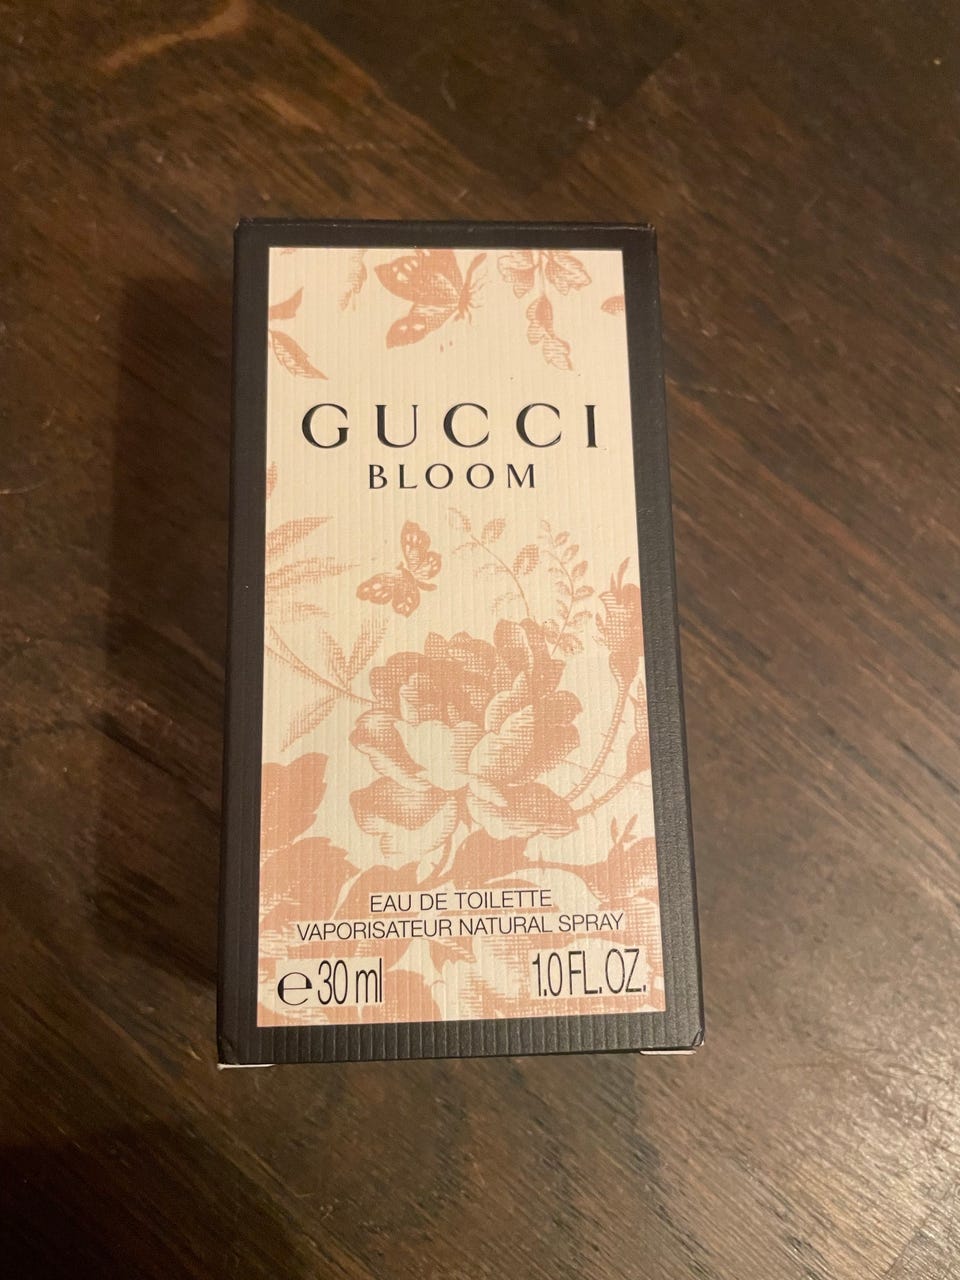 GUCCI
BLOOM
EAU DE TOILETTE
VAPORISATEUR NATURAL SPRAY
℮ 30 ml 1.0 FL. OZ.